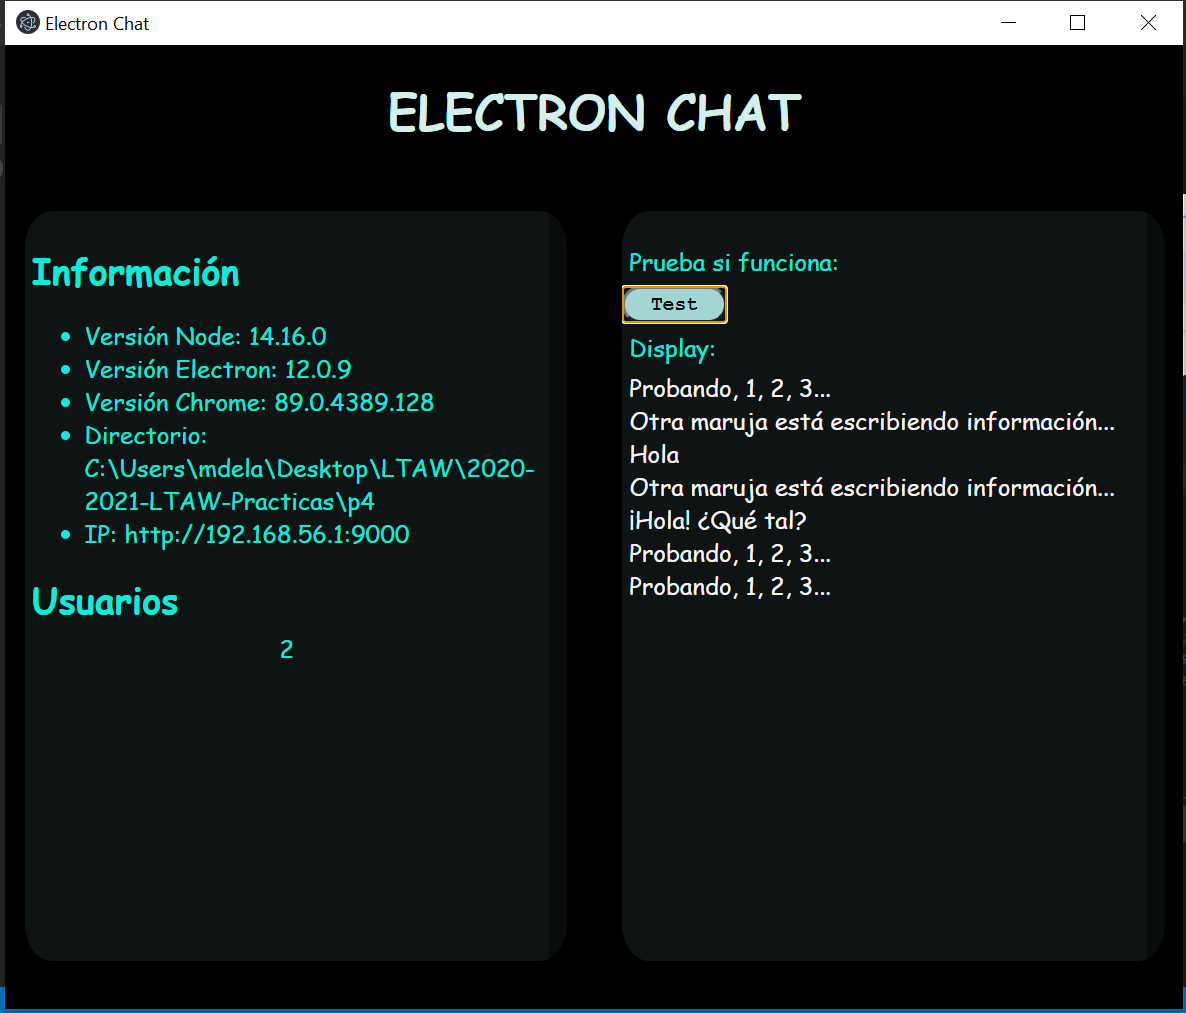 Electron Chat
ELECTRON CHAT
Información
Versión Node: 14.16.0
Versión Electron: 12.0.9
Versión Chrome: 89.0.4389.128
Directorio:
C:\Users\mdela\Desktop\LTAW\2020-
2021-LTAW-Practicas\p4
IP: http://192.168.56.1:9000
Usuarios
2
Prueba si funciona:
Test
Display:
Probando, 1, 2, 3...
Otra maruja está escribiendo información...
Hola
Otra maruja está escribiendo información...
¡Hola! ¿Qué tal?
Probando, 1, 2, 3...
Probando, 1, 2, 3...